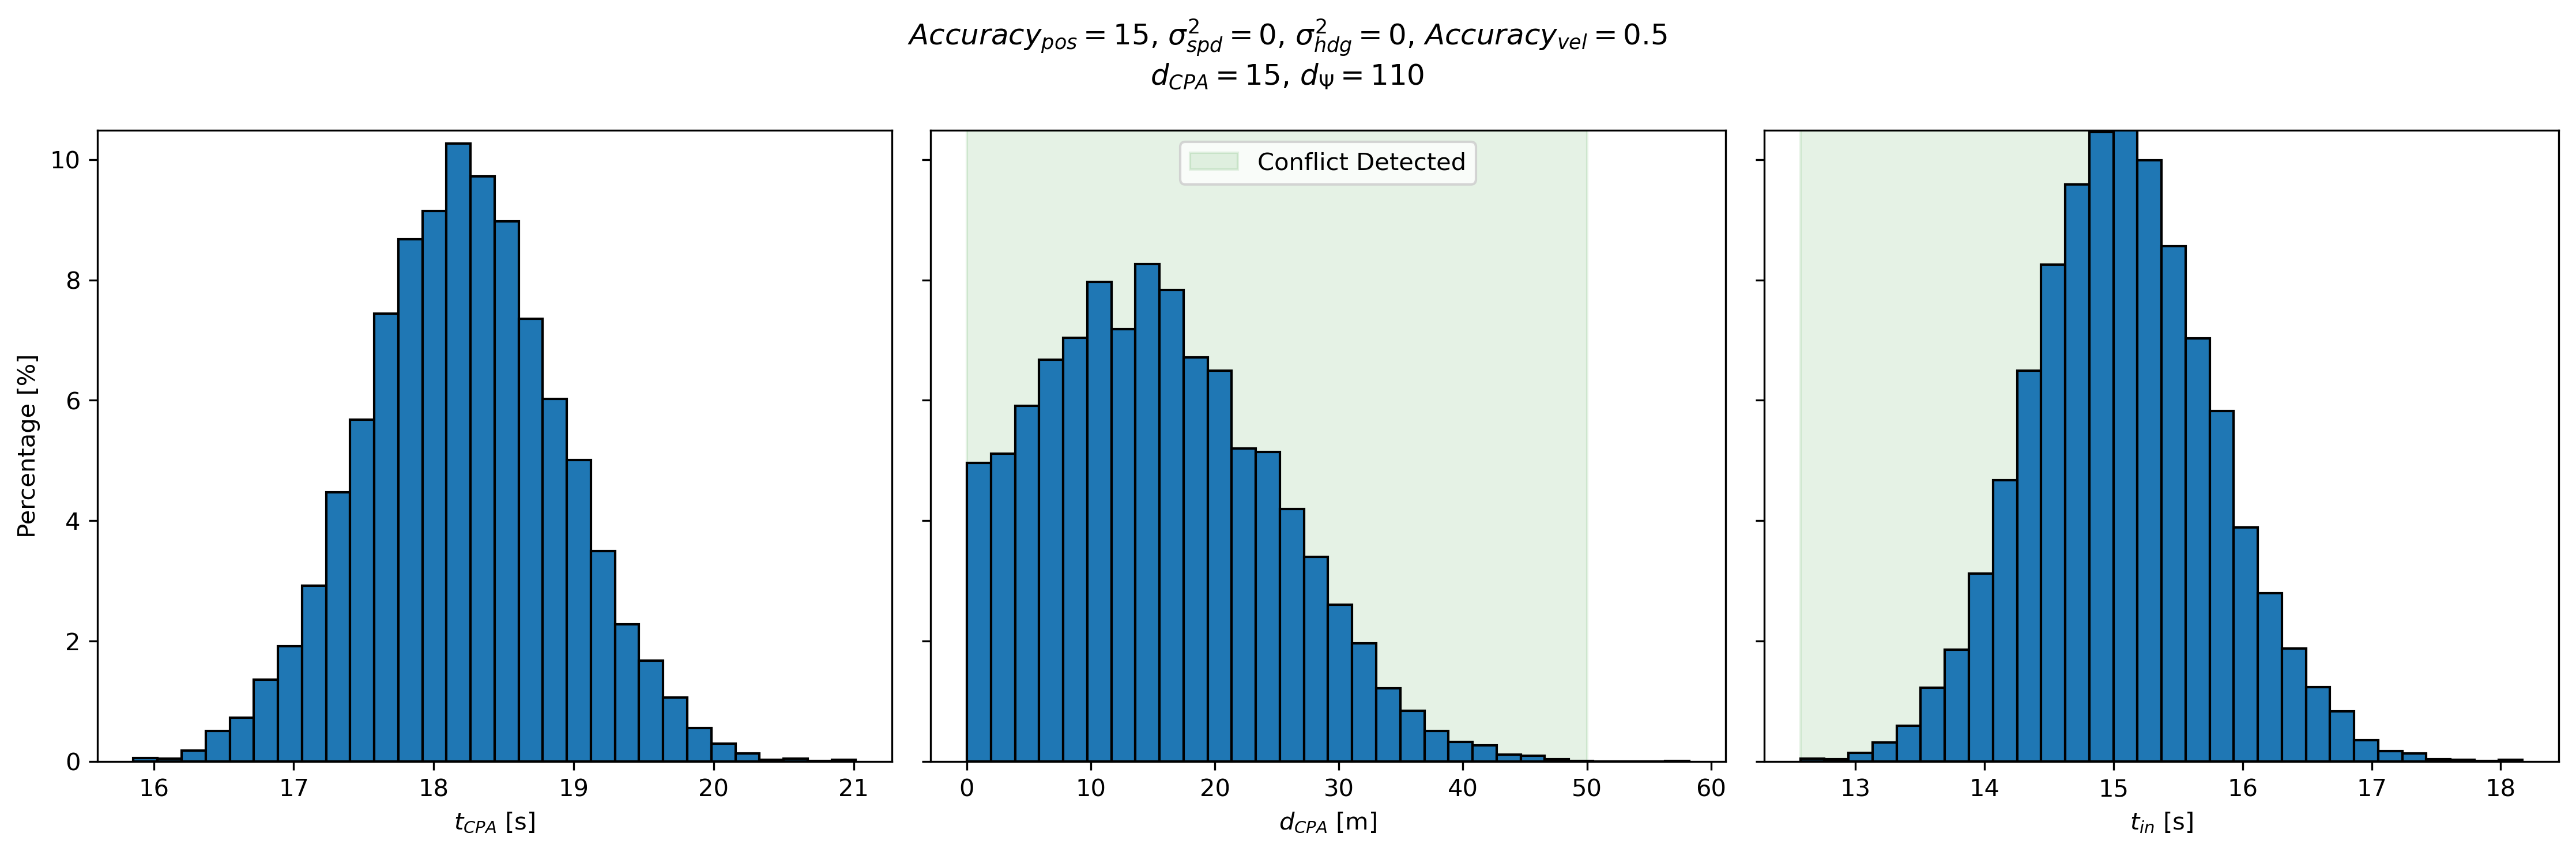 Accuracy_pos = 15, σ²_spd = 0, σ²_hdg = 0, Accuracy_vel = 0.5
d_CPA = 15, d_Ψ = 110
Percentage [%]
10
8
6
4
2
0
16 17 18 19 20 21
t_CPA [s]
Conflict Detected
0 10 20 30 40 50 60
d_CPA [m]
13 14 15 16 17 18
t_in [s]